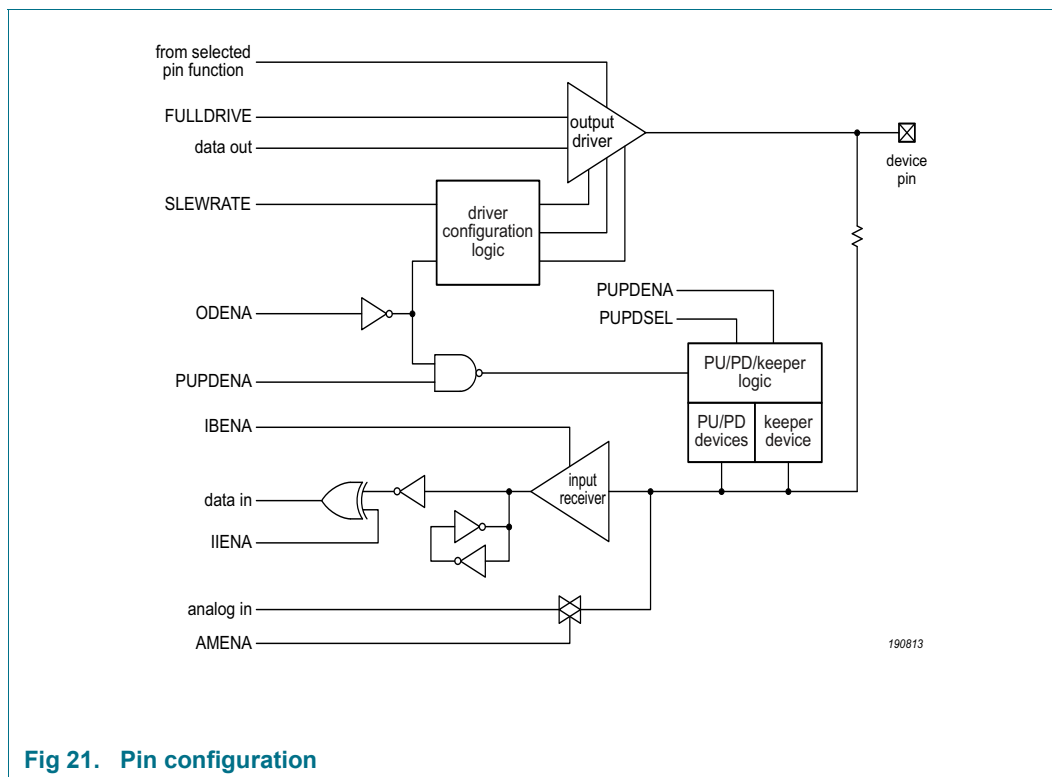 from selected
pin function
FULLDRIVE
data out
output
driver
device
pin
SLEWRATE
driver
configuration
logic
PUPDENA
PUPDSEL
ODENA
PUPDENA
PU/PD/keeper
logic
PU/PD
devices
keeper
device
IBENA
input
receiver
data in
IIENA
analog in
AMENA
190813
Fig 21. Pin configuration